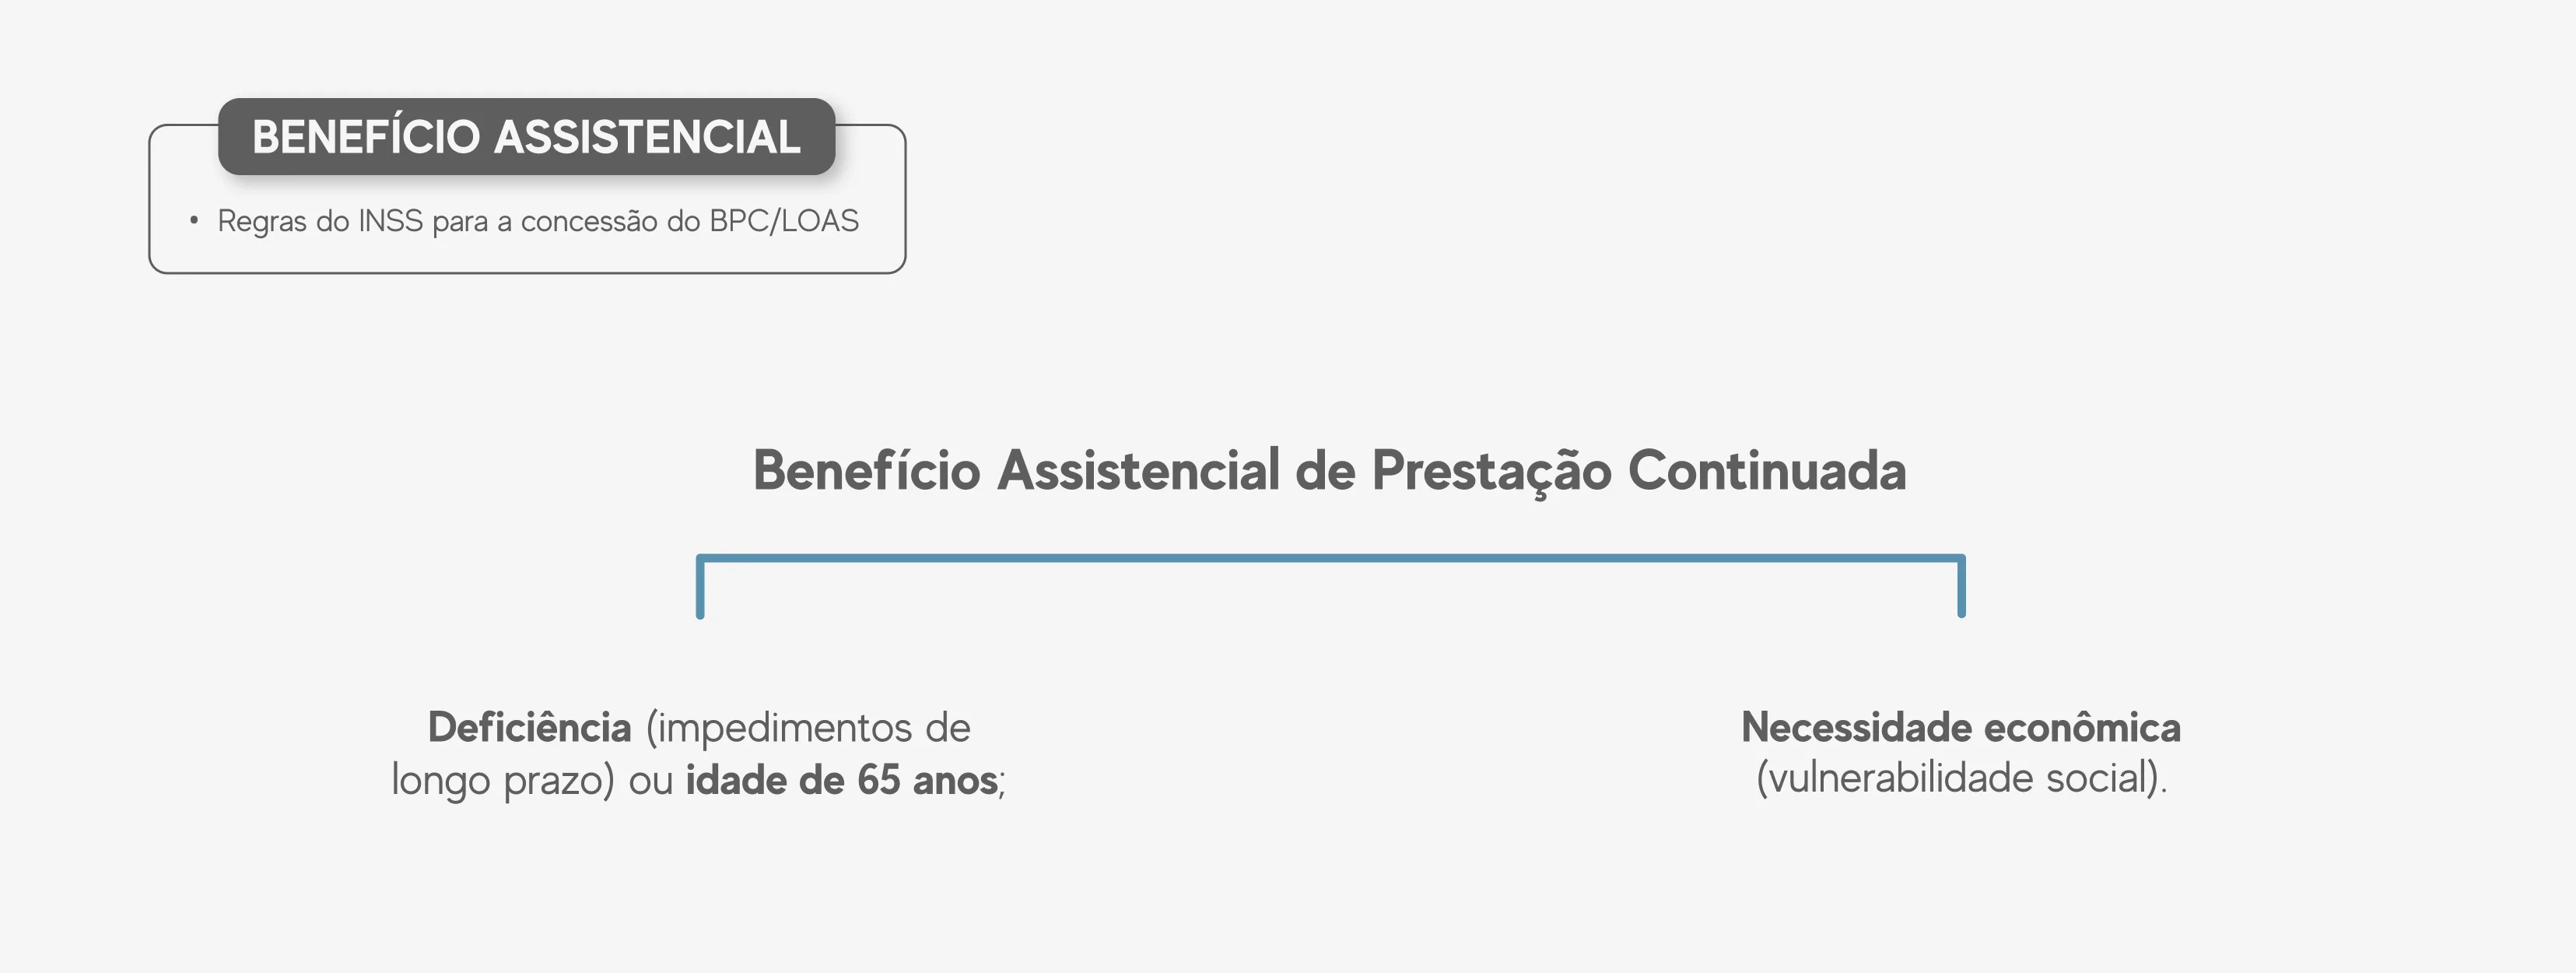 BENEFÍCIO ASSISTENCIAL
• Regras do INSS para a concessão do BPC/LOAS
Benefício Assistencial de Prestação Continuada
Deficiência (impedimentos de
longo prazo) ou idade de 65 anos;
Necessidade econômica
(vulnerabilidade social).